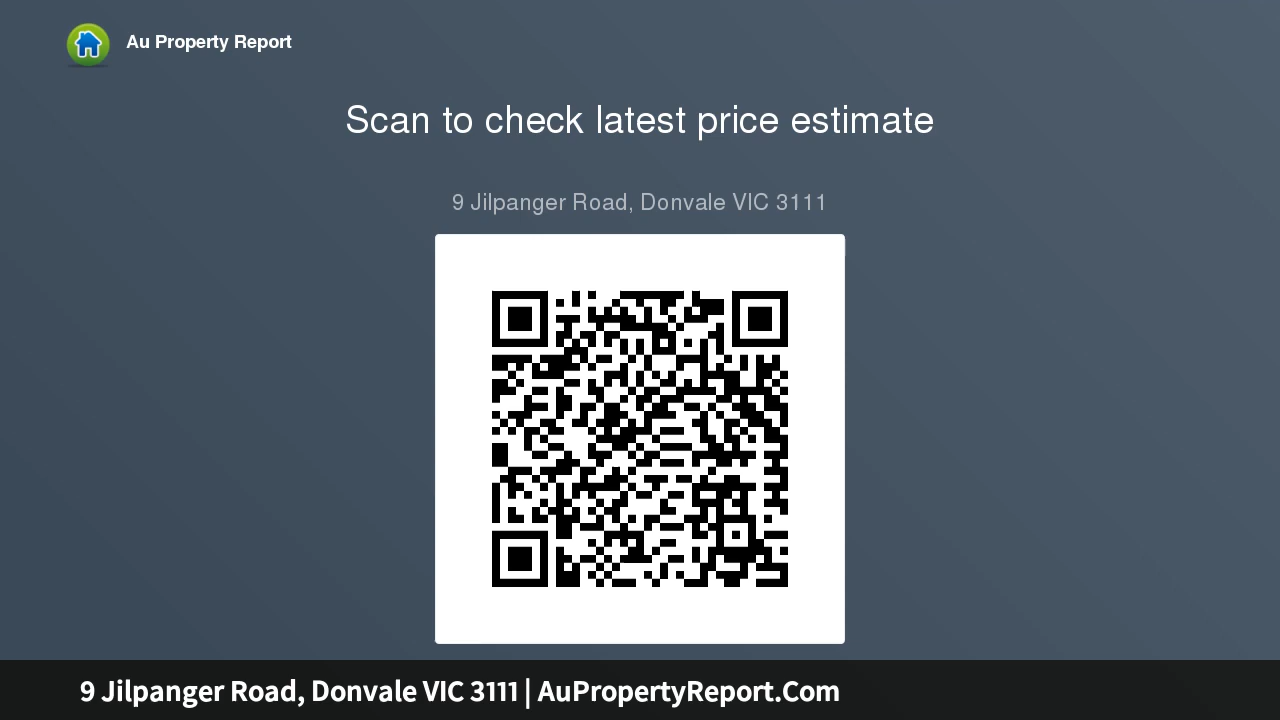 Au Property Report
Scan to check latest price estimate
9 Jilpanger Road, Donvale VIC 3111
9 Jilpanger Road, Donvale VIC 3111 | AuPropertyReport.Com